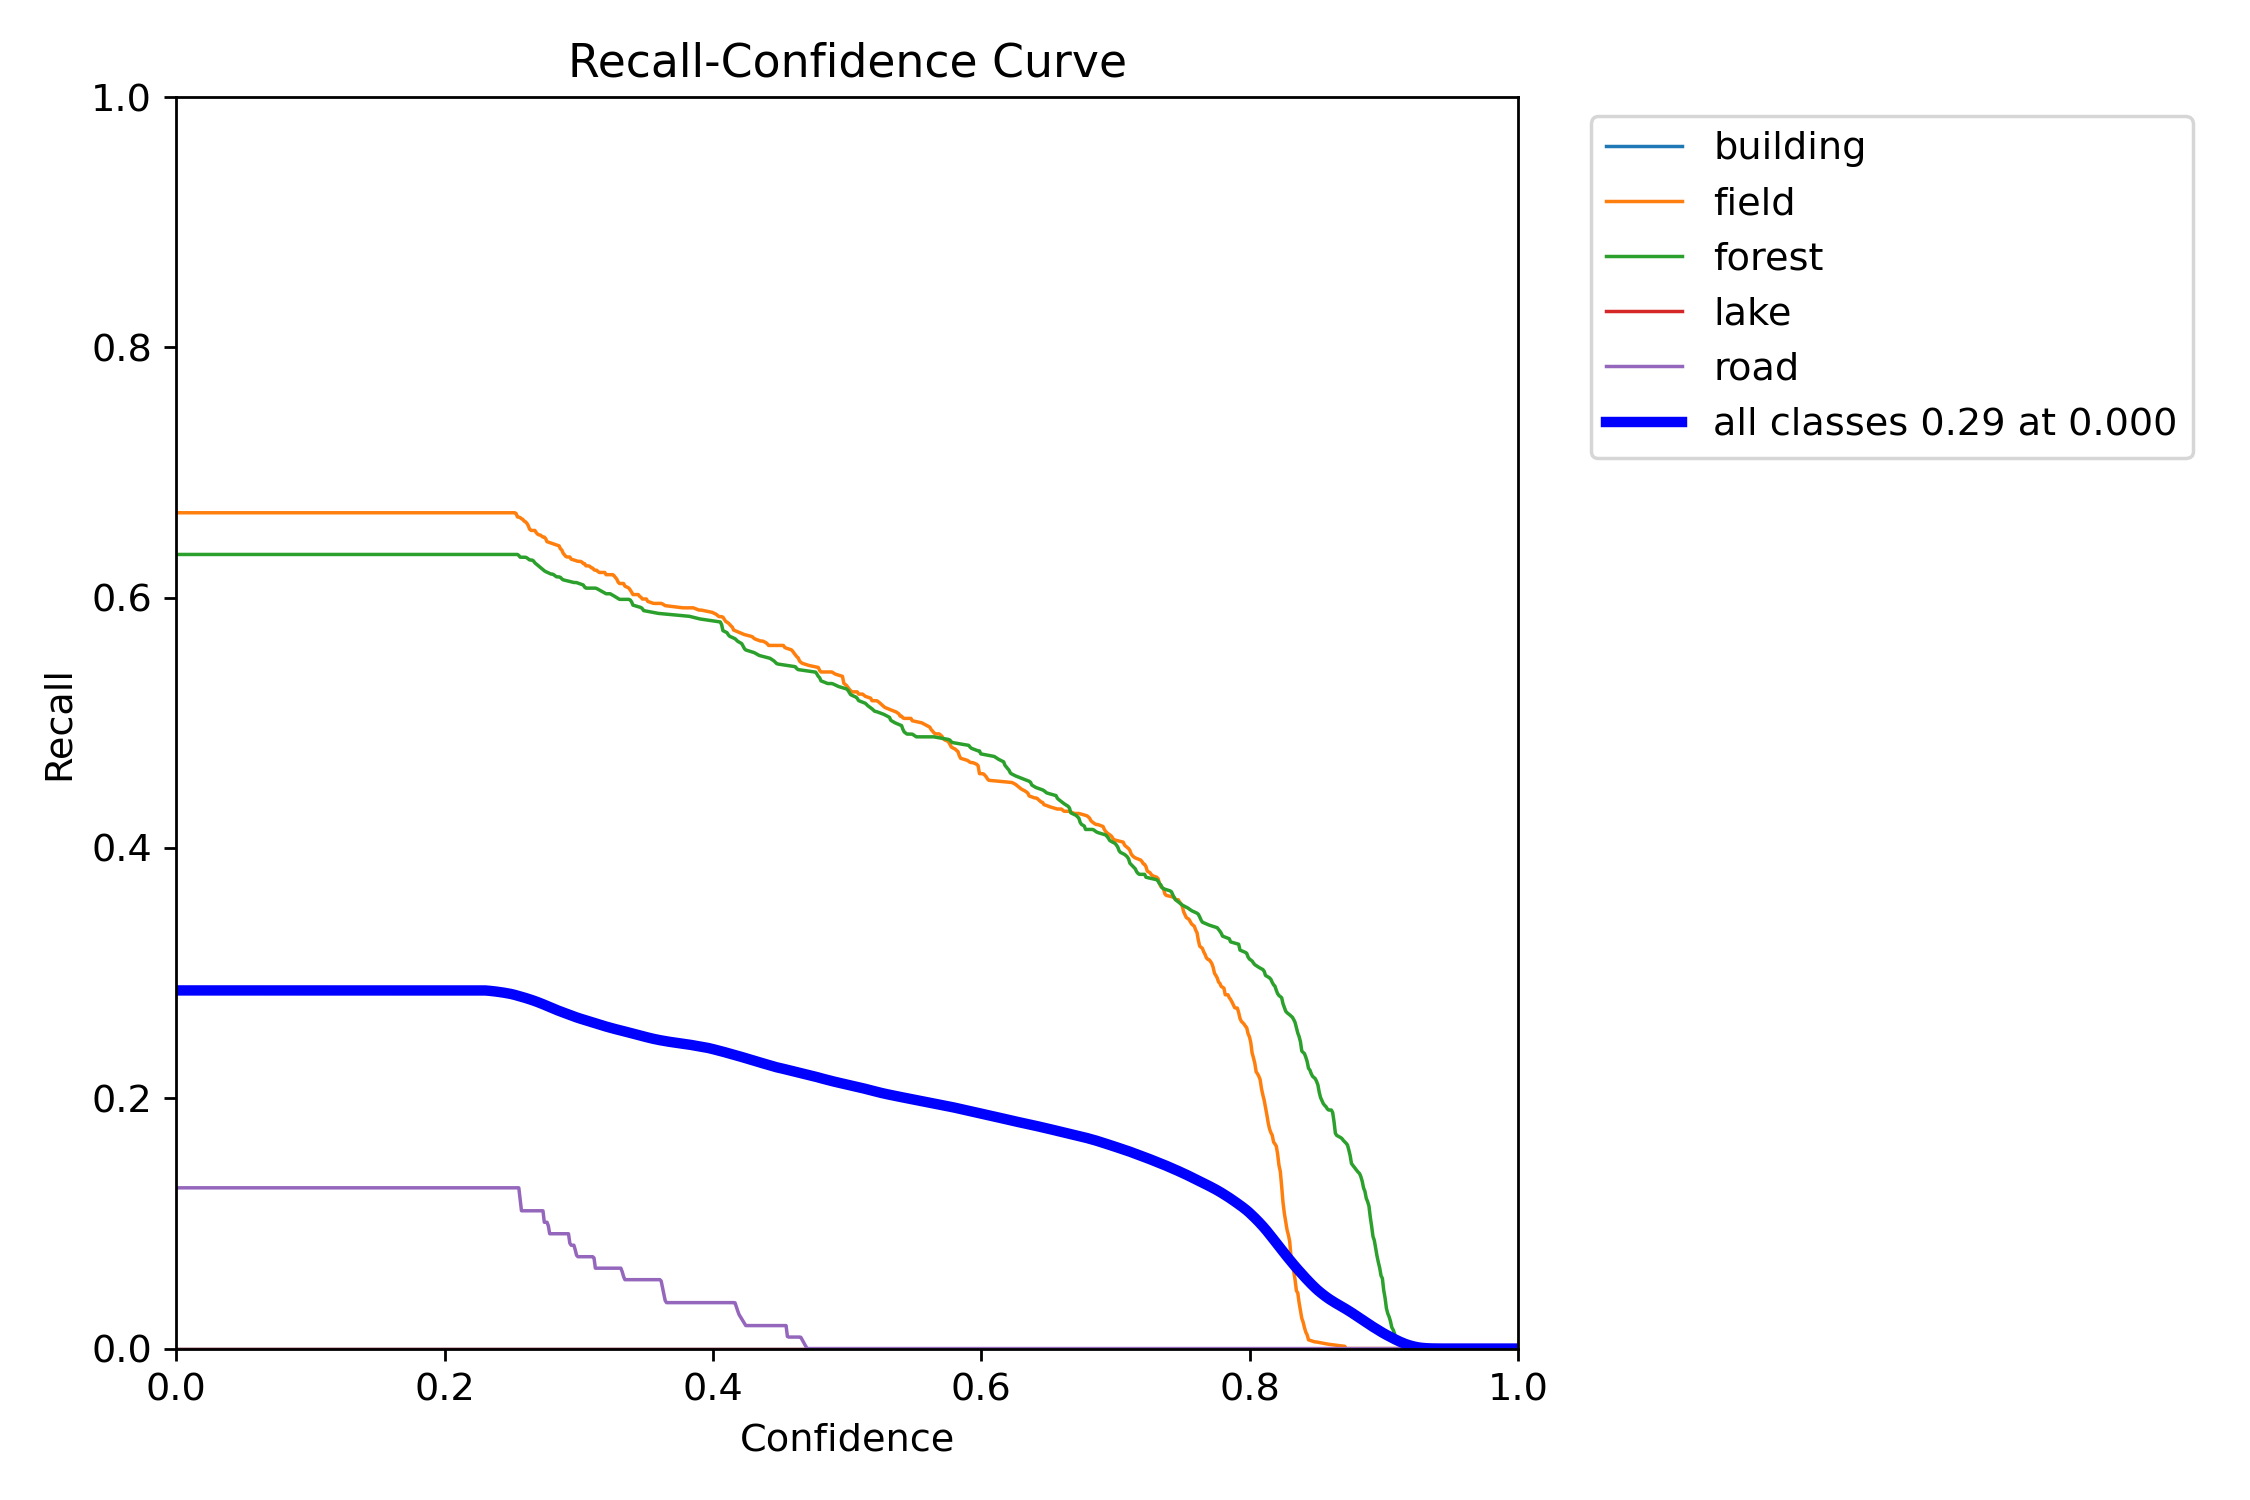 Recall-Confidence Curve
1.0
0.8
0.6
0.4
0.2
0.0
Recall
0.0 0.2 0.4 0.6 0.8 1.0
Confidence
building
field
forest
lake
road
all classes 0.29 at 0.000